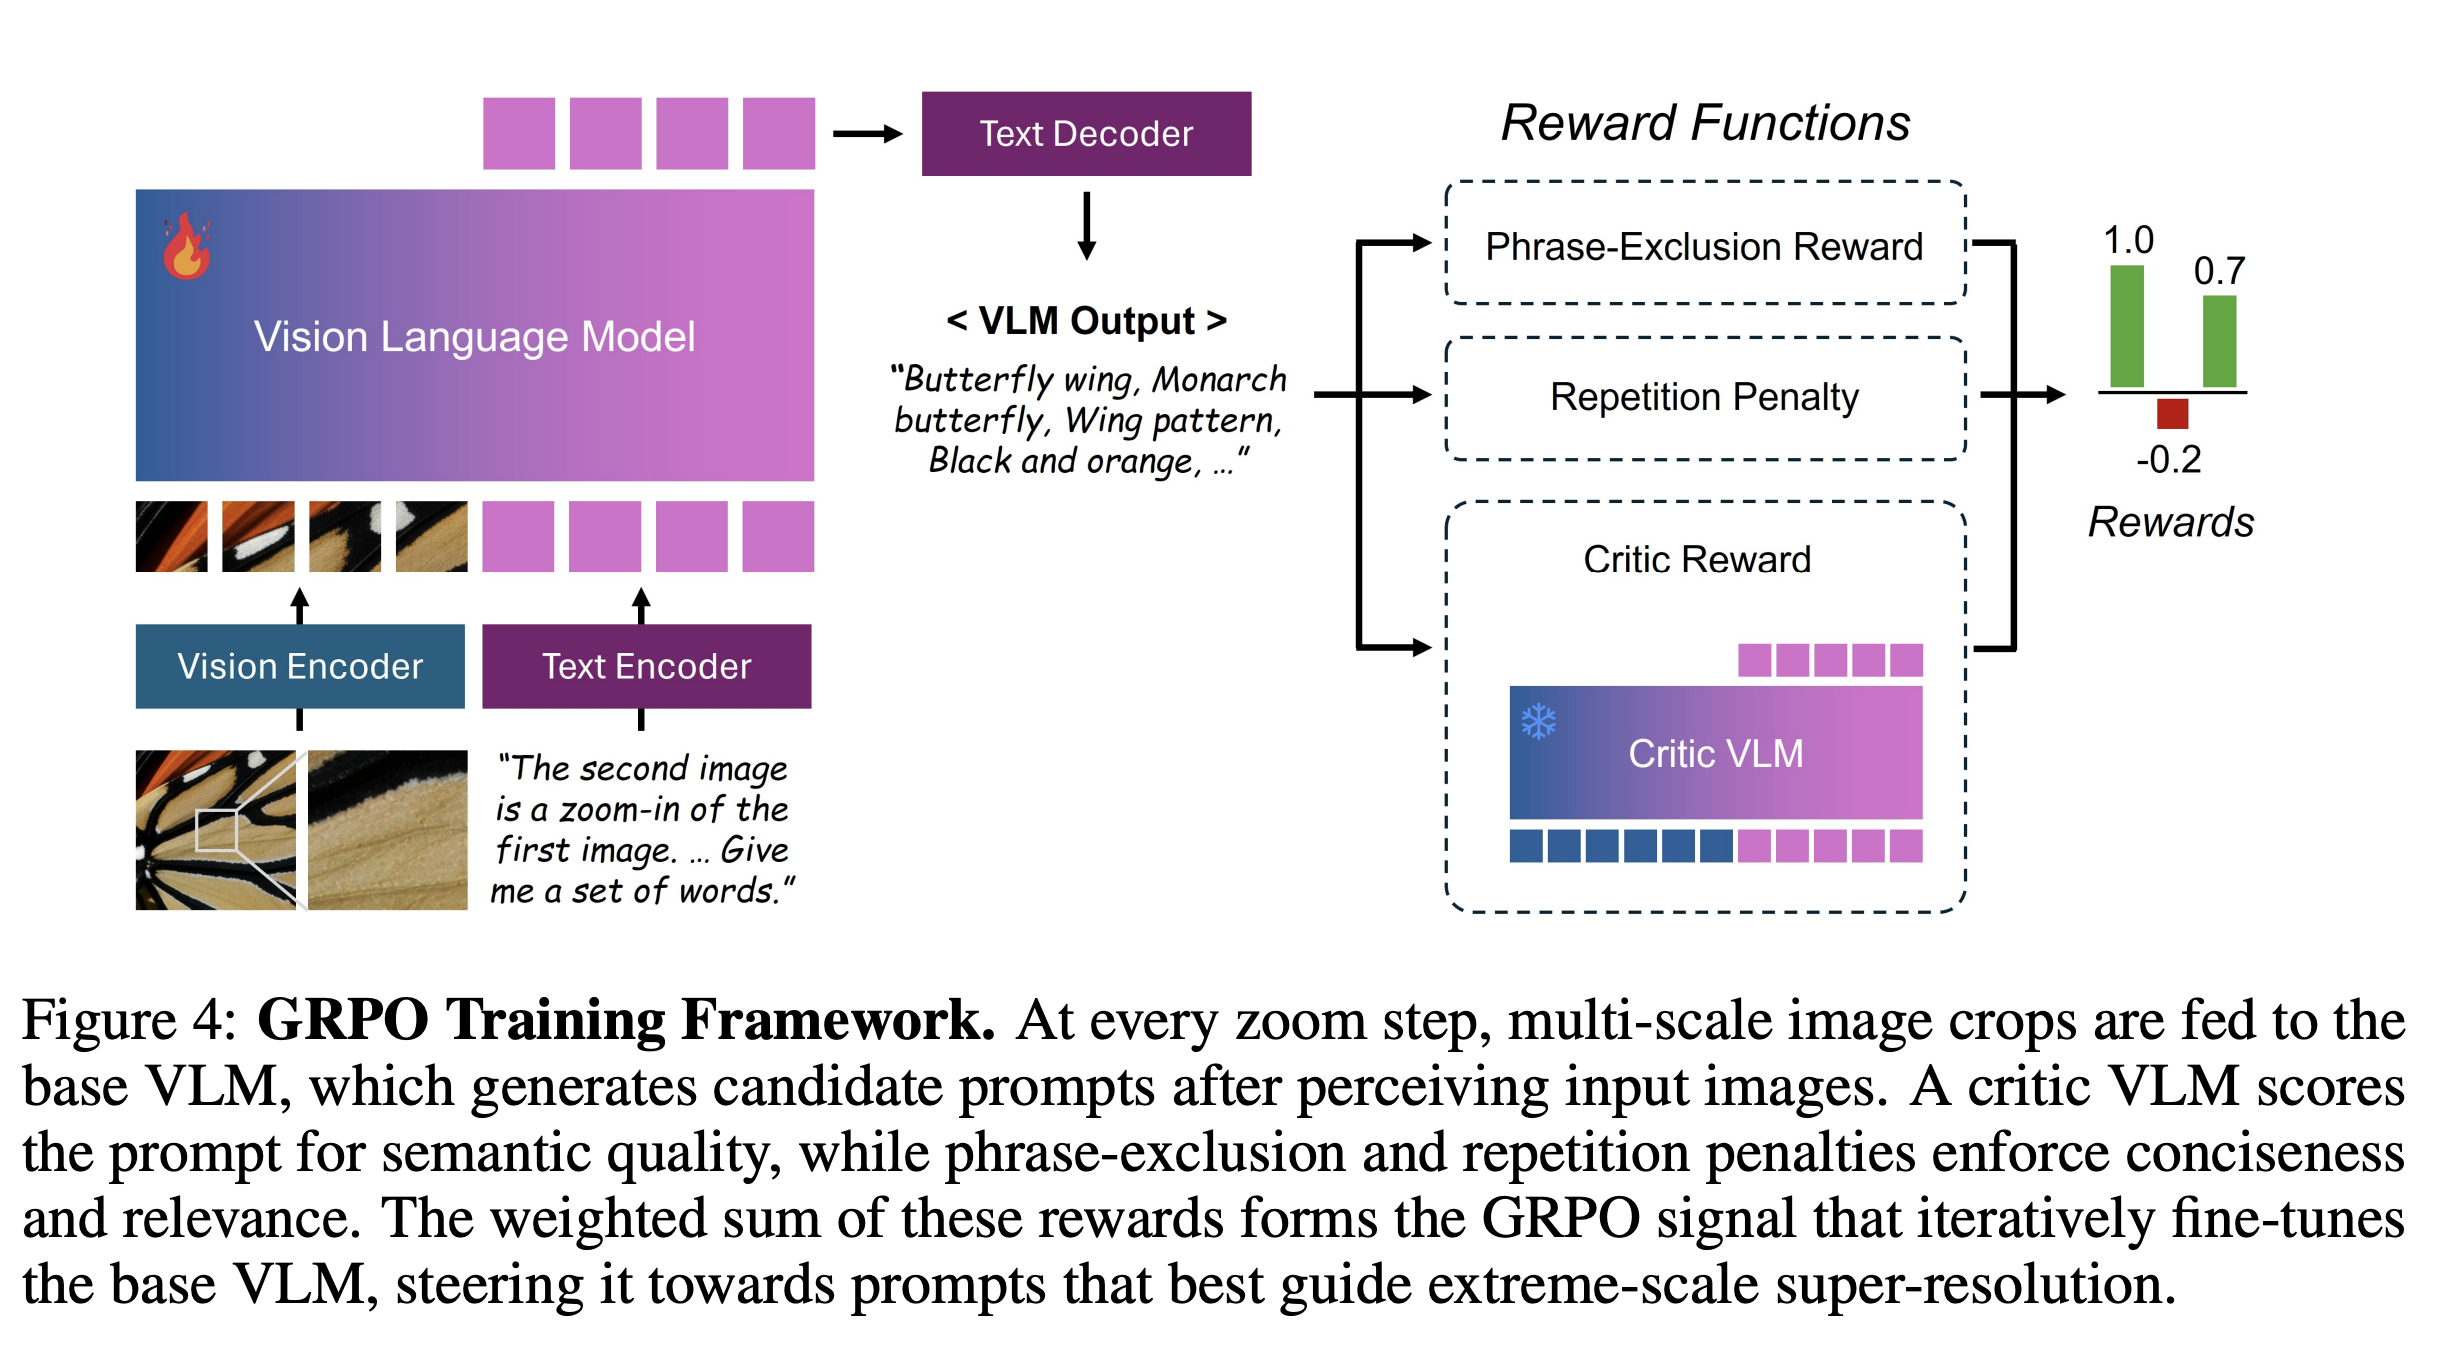 Text Decoder
Reward Functions
Vision Language Model
< VLM Output >
“Butterfly wing, Monarch
butterfly, Wing pattern,
Black and orange, ...”
Phrase-Exclusion Reward
Repetition Penalty
Critic Reward
Critic VLM
1.0
0.7
-0.2
Rewards
Vision Encoder
Text Encoder
“The second image
is a zoom-in of the
first image. ... Give
me a set of words.”
Figure 4: GRPO Training Framework. At every zoom step, multi-scale image crops are fed to the
base VLM, which generates candidate prompts after perceiving input images. A critic VLM scores
the prompt for semantic quality, while phrase-exclusion and repetition penalties enforce conciseness
and relevance. The weighted sum of these rewards forms the GRPO signal that iteratively fine-tunes
the base VLM, steering it towards prompts that best guide extreme-scale super-resolution.